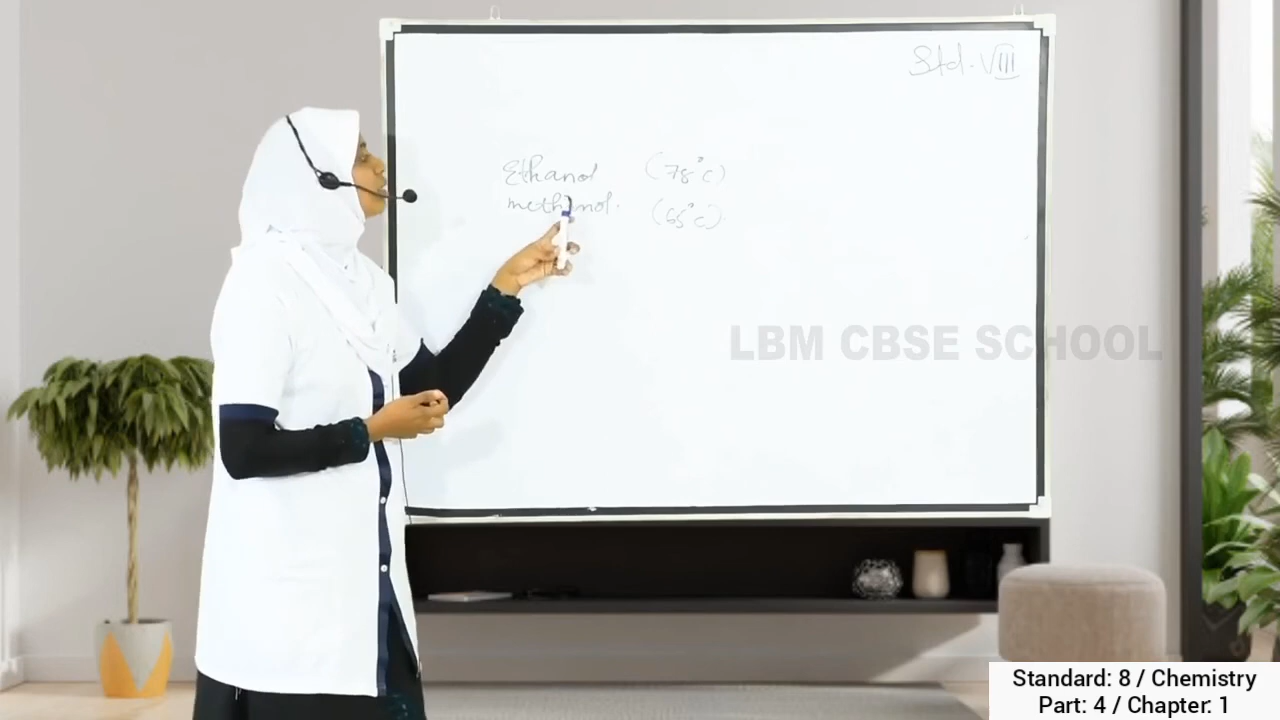 Std. VIII
Ethanol (78°c)
methanol. (65°c)
LBM CBSE SCHOOL
Standard: 8 / Chemistry
Part: 4 / Chapter: 1